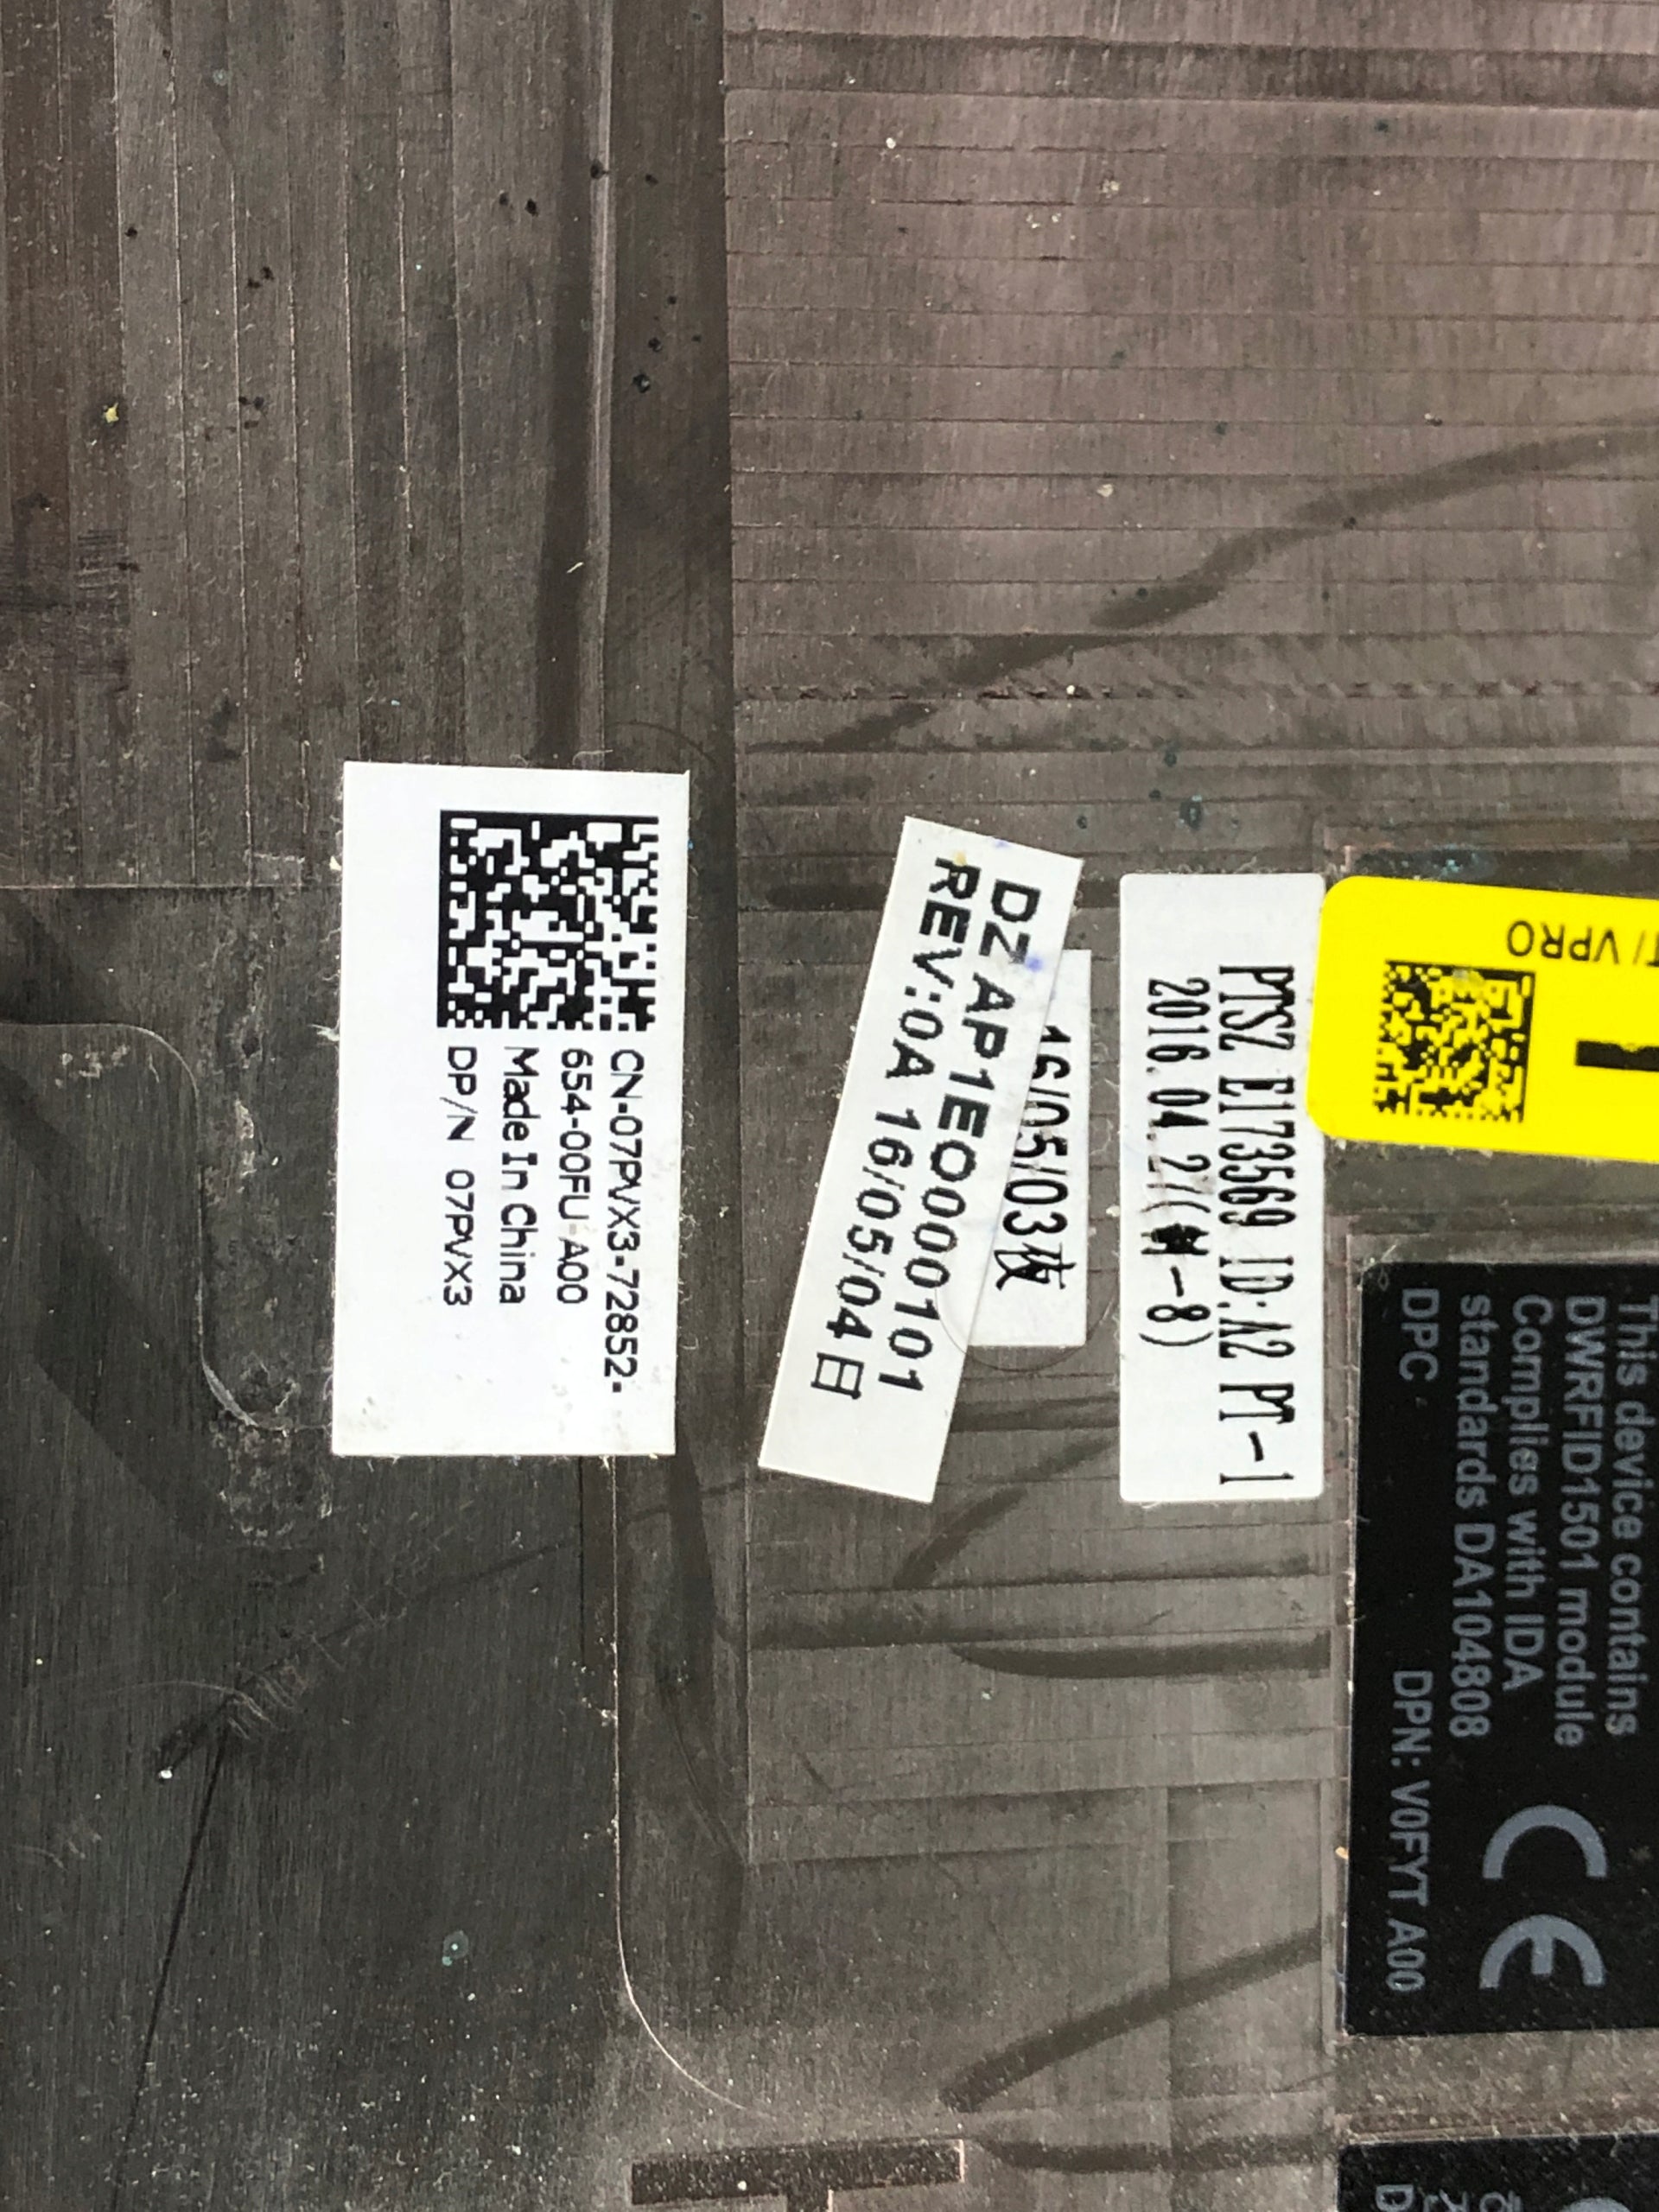 CN-07PVX3-72852-
654-00FU-A00
Made In China
DP/N 07PVX3
DZ AP1EO000101
REV:0A 16/05/04日
16/05/03夜
PTSZ E173569 ID:A2 PT-1
2016.04.27( -8)
/ VPRO
This device contains
DWRFID1501 module
Complies with IDA
standards DA104808
DPC
DPN: V0FYT A00
CE